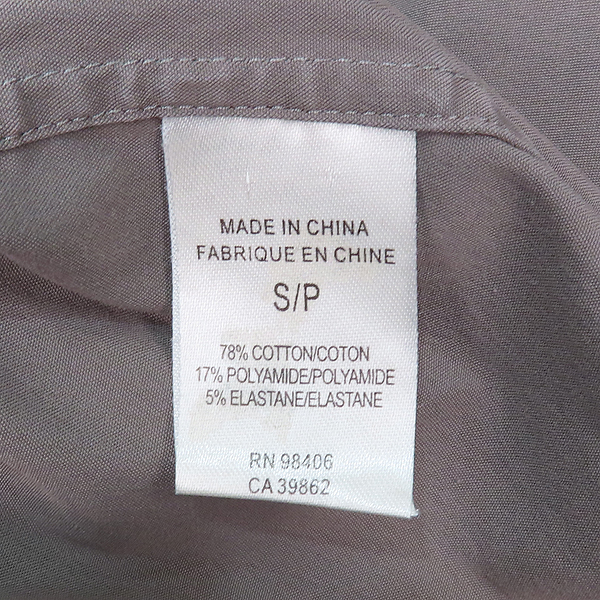 MADE IN CHINA
FABRIQUE EN CHINE
S/P
78% COTTON/COTON
17% POLYAMIDE/POLYAMIDE
5% ELASTANE/ELASTANE
RN 98406
CA 39862